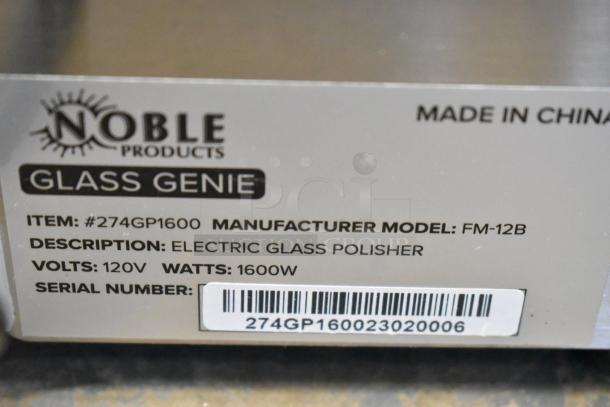 NOBLE
PRODUCTS
MADE IN CHINA
GLASS GENIE
ITEM: #274GP1600 MANUFACTURER MODEL: FM-12B
DESCRIPTION: ELECTRIC GLASS POLISHER
VOLTS: 120V WATTS: 1600W
SERIAL NUMBER:
274GP160023020006